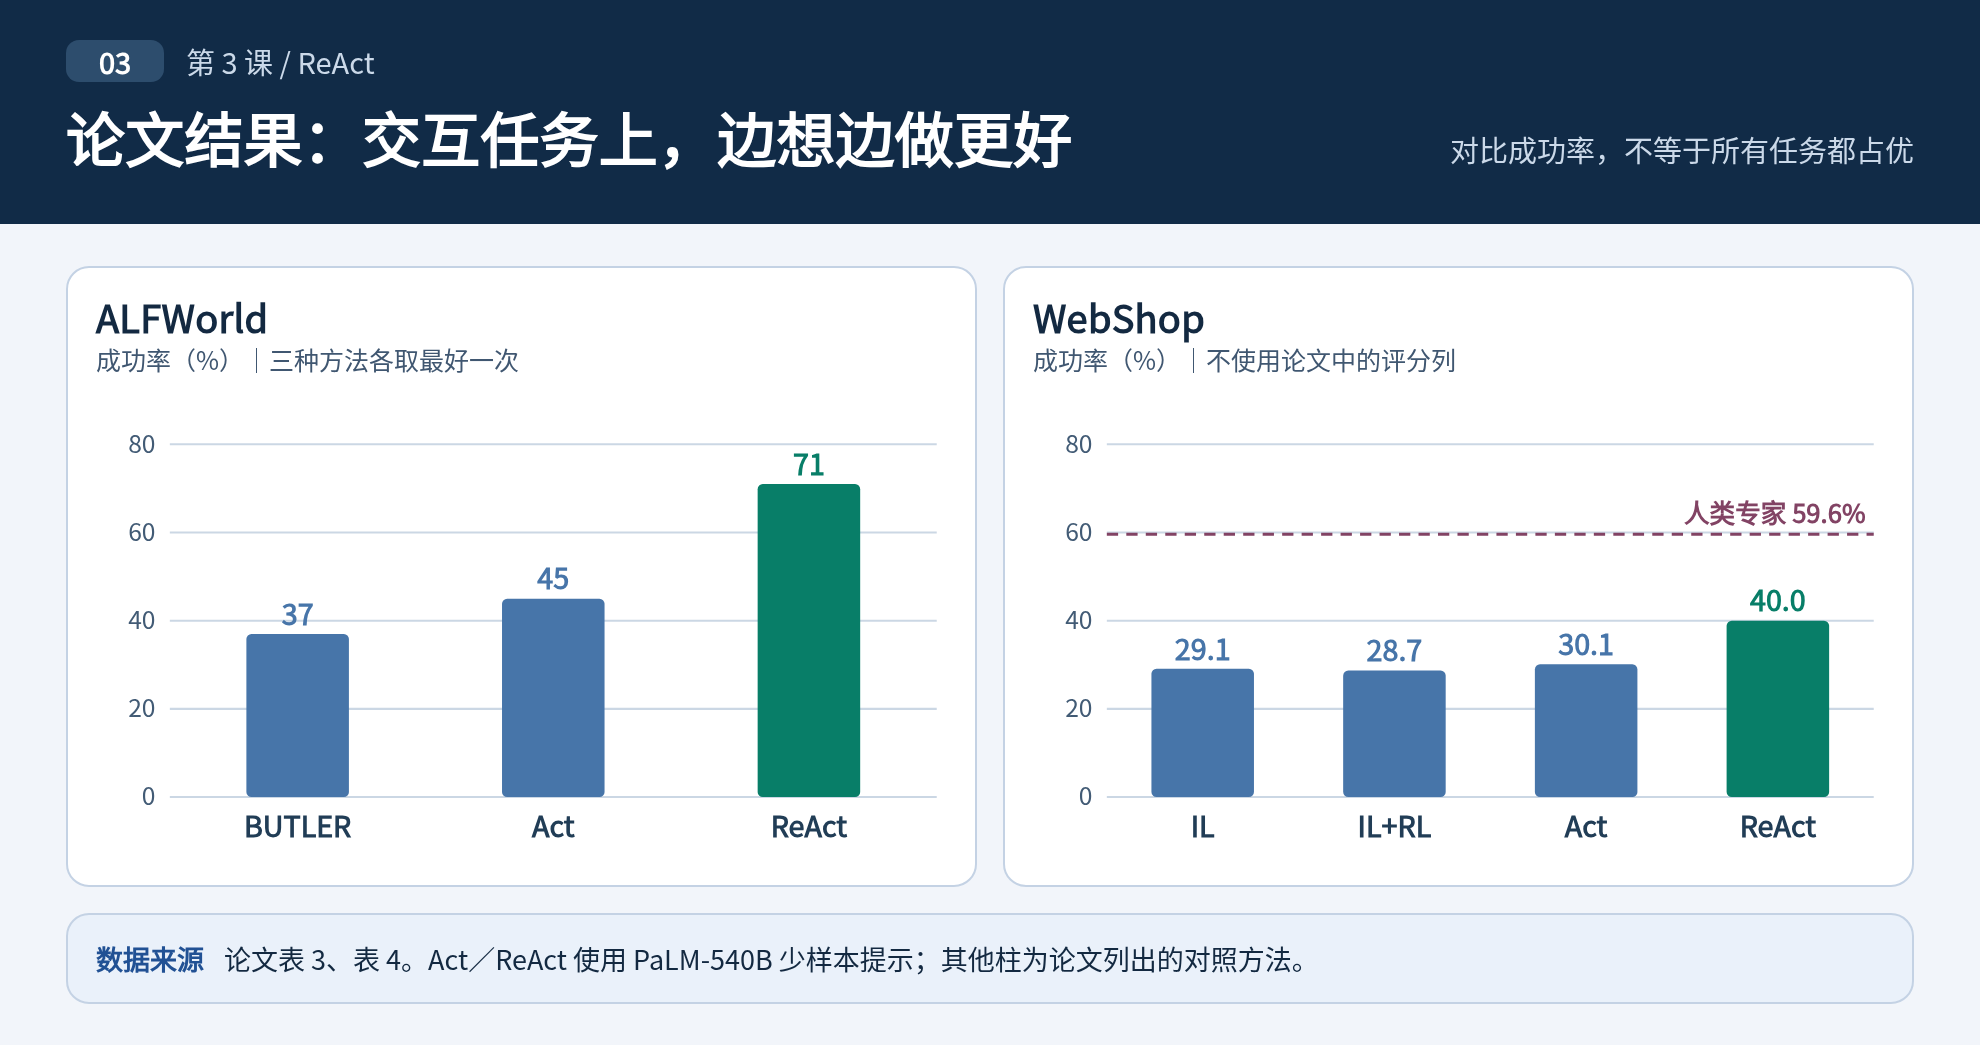 03
第 3 课 / ReAct
论文结果：交互任务上，边想边做更好
对比成功率，不等于所有任务都占优
ALFWorld
成功率（%）｜三种方法各取最好一次
80
60
40
20
0
37
45
71
BUTLER
Act
ReAct
WebShop
成功率（%）｜不使用论文中的评分列
80
60
40
20
0
人类专家 59.6%
29.1
28.7
30.1
40.0
IL
IL+RL
Act
ReAct
数据来源 论文表 3、表 4。Act／ReAct 使用 PaLM-540B 少样本提示；其他柱为论文列出的对照方法。